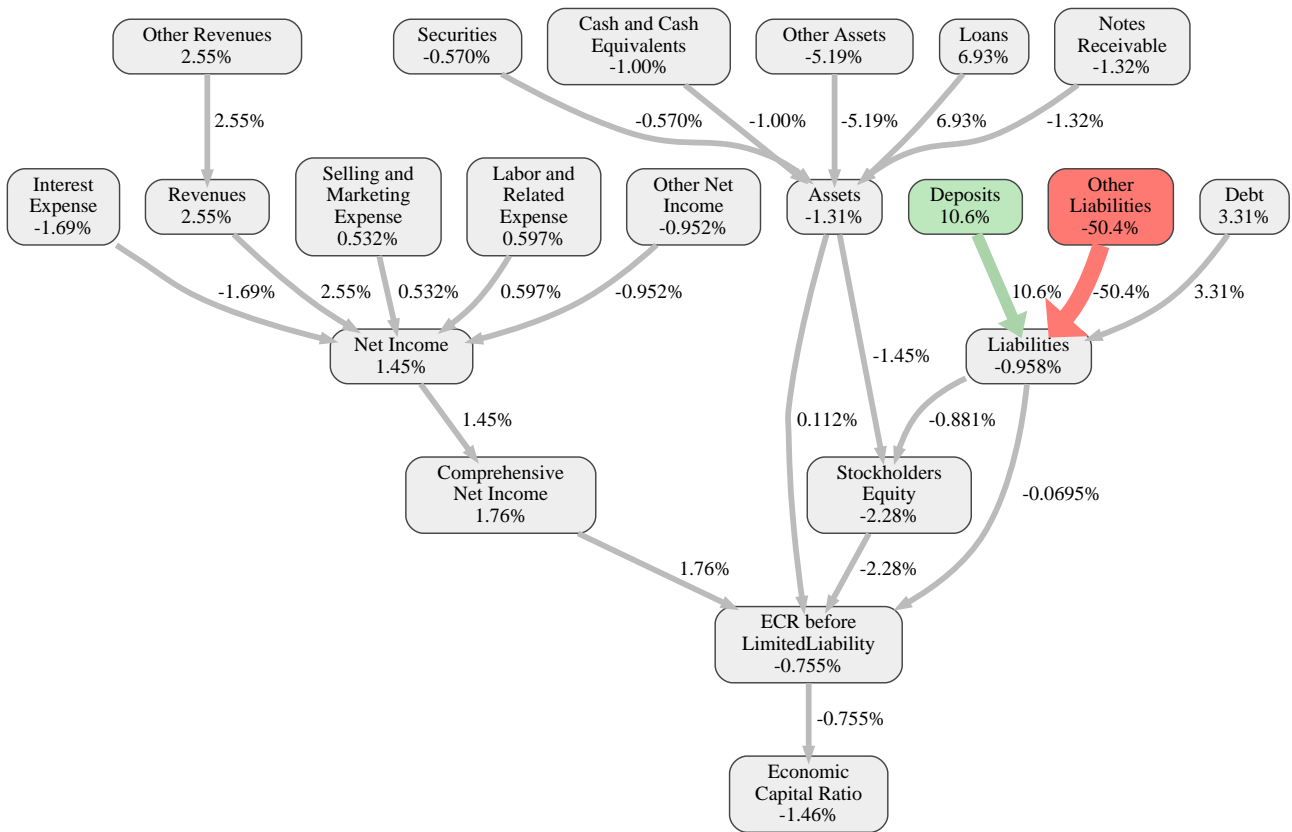 Other Revenues
2.55%
Securities
-0.570%
Cash and Cash
Equivalents
-1.00%
Other Assets
-5.19%
Loans
6.93%
Notes
Receivable
-1.32%
2.55%
-0.570%
-1.00%
-5.19%
6.93%
-1.32%
Interest
Expense
-1.69%
Revenues
2.55%
Selling and
Marketing
Expense
0.532%
Labor and
Related
Expense
0.597%
Other Net
Income
-0.952%
Assets
-1.31%
Deposits
10.6%
Other
Liabilities
-50.4%
Debt
3.31%
-1.69%
2.55%
0.532%
0.597%
-0.952%
10.6%
-50.4%
3.31%
Net Income
1.45%
-1.45%
Liabilities
-0.958%
1.45%
0.112%
-0.881%
Comprehensive
Net Income
1.76%
Stockholders
Equity
-2.28%
-0.0695%
1.76%
-2.28%
ECR before
LimitedLiability
-0.755%
-0.755%
Economic
Capital Ratio
-1.46%